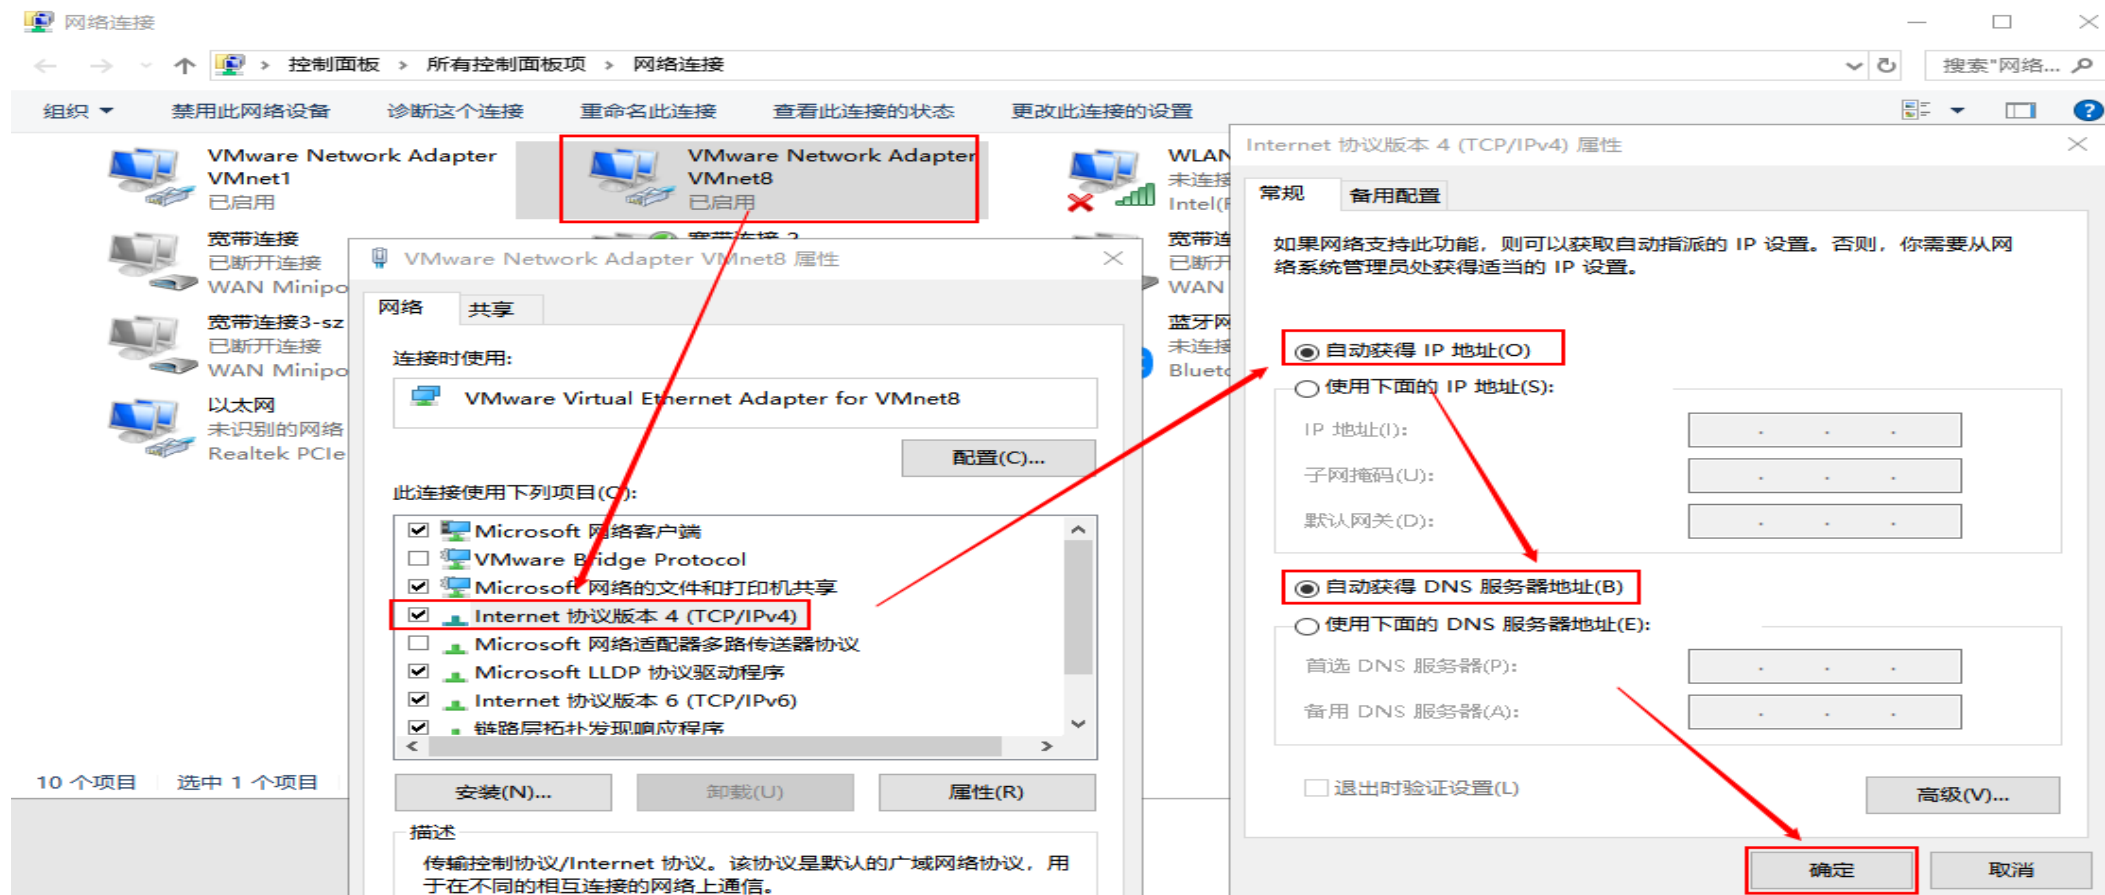 网络连接
控制面板 > 所有控制面板项 > 网络连接
搜索"网络...
组织
禁用此网络设备
诊断这个连接
重命名此连接
查看此连接的状态
更改此连接的设置
VMware Network Adapter
VMnet1
已启用
VMware Network Adapter
VMnet8
已启用
WLAN
未连接
Intel(R
宽带连接
已断开连接
WAN Minipo
宽带连接3-sz
已断开连接
WAN Minipo
以太网
未识别的网络
Realtek PCIe
宽带连接 2
宽带连
已断开
WAN
蓝牙网
未连接
Blueto
10 个项目
选中 1 个项目
VMware Network Adapter VMnet8 属性
网络
共享
连接时使用:
VMware Virtual Ethernet Adapter for VMnet8
配置(C)...
此连接使用下列项目(O):
Microsoft 网络客户端
VMware Bridge Protocol
Microsoft 网络的文件和打印机共享
Internet 协议版本 4 (TCP/IPv4)
Microsoft 网络适配器多路传送器协议
Microsoft LLDP 协议驱动程序
Internet 协议版本 6 (TCP/IPv6)
链路层拓扑发现响应程序
安装(N)...
卸载(U)
属性(R)
描述
传输控制协议/Internet 协议。该协议是默认的广域网络协议，用
于在不同的相互连接的网络上通信。
Internet 协议版本 4 (TCP/IPv4) 属性
常规
备用配置
如果网络支持此功能，则可以获取自动指派的 IP 设置。否则，你需要从网
络系统管理员处获得适当的 IP 设置。
自动获得 IP 地址(O)
使用下面的 IP 地址(S):
IP 地址(I):
子网掩码(U):
默认网关(D):
自动获得 DNS 服务器地址(B)
使用下面的 DNS 服务器地址(E):
首选 DNS 服务器(P):
备用 DNS 服务器(A):
退出时验证设置(L)
高级(V)...
确定
取消